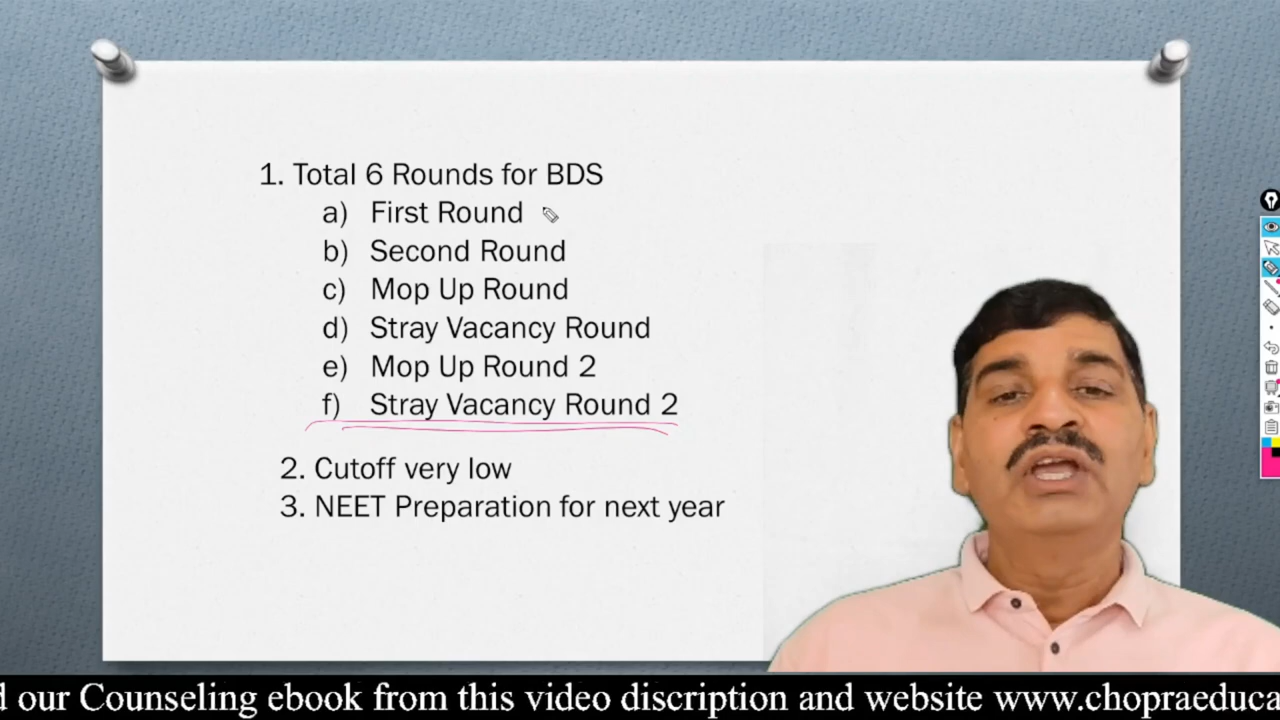 1. Total 6 Rounds for BDS
a) First Round
b) Second Round
c) Mop Up Round
d) Stray Vacancy Round
e) Mop Up Round 2
f) Stray Vacancy Round 2
2. Cutoff very low
3. NEET Preparation for next year
d our Counseling ebook from this video discription and website www.chopraeduca